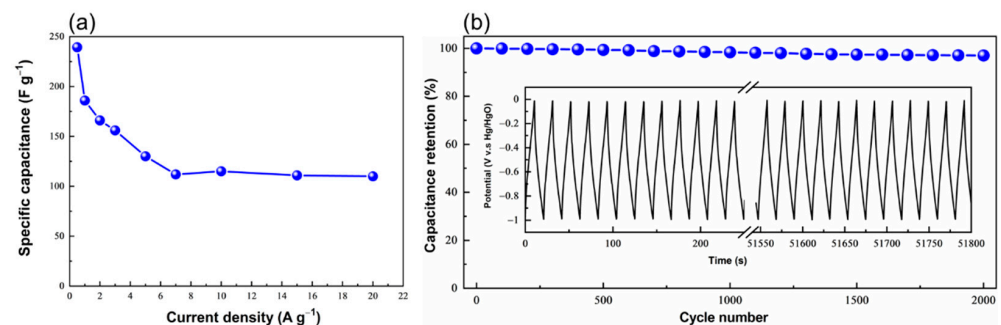 (a)
Specific capacitance (F g⁻¹)
250
200
150
100
50
0
0 2 4 6 8 10 12 14 16 18 20 22
Current density (A g⁻¹)
(b)
Capacitance retention (%)
100
80
60
40
20
0
0 500 1000 1500 2000
Cycle number
Potential (V v.s Hg/HgO)
0
−0.2
−0.4
−0.6
−0.8
−1
0 100 200 51550 51600 51650 51700 51750 51800
Time (s)